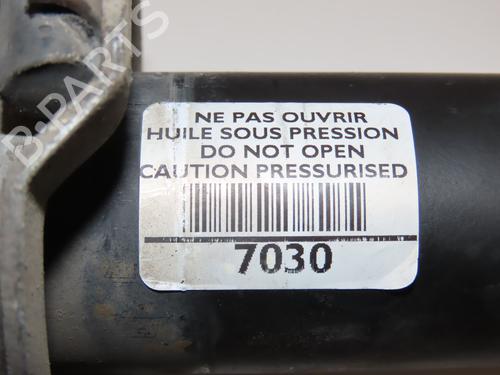 B-PARTS
NE PAS OUVRIR
HUILE SOUS PRESSION
DO NOT OPEN
CAUTION PRESSURISED
7030